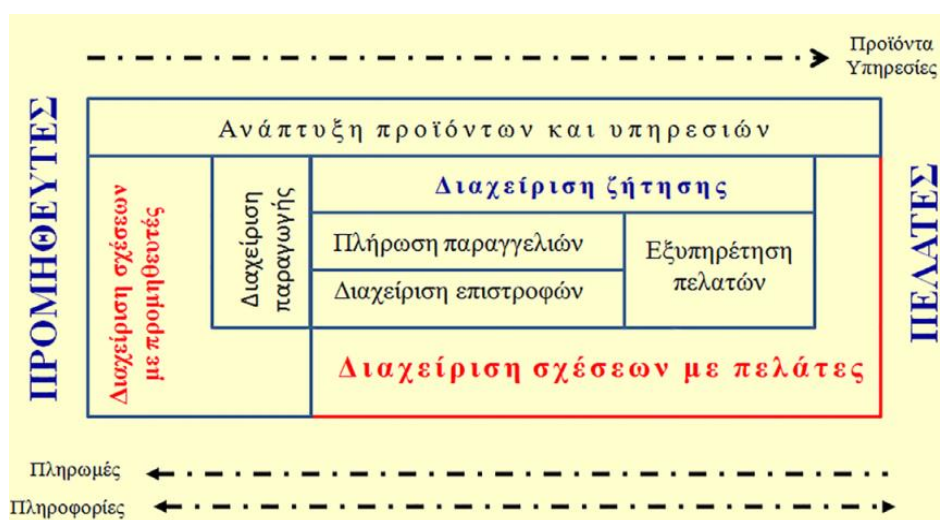 Προϊόντα
Υπηρεσίες
ΠΡΟΜΗΘΕΥΤΕΣ
Ανάπτυξη προϊόντων και υπηρεσιών
Διαχείριση σχέσεων
με προμηθευτές
Διαχείριση
παραγωγής
Διαχείριση ζήτησης
Πλήρωση παραγγελιών
Διαχείριση επιστροφών
Εξυπηρέτηση
πελατών
Διαχείριση σχέσεων με πελάτες
ΠΕΛΑΤΕΣ
Πληρωμές
Πληροφορίες